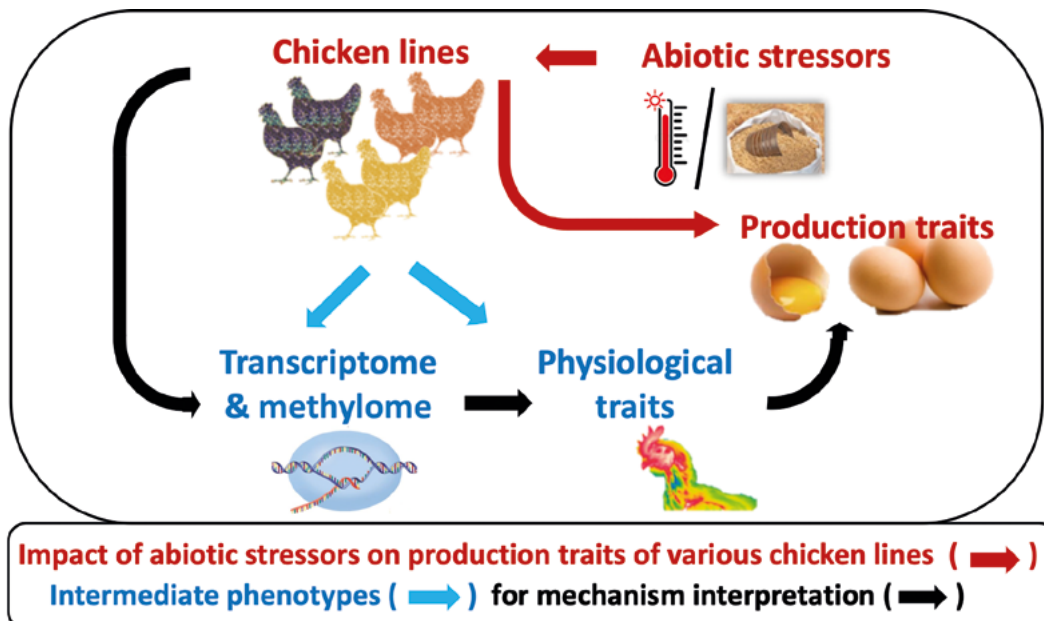 Chicken lines
Abiotic stressors
Production traits
Transcriptome
& methylome
Physiological
traits
Impact of abiotic stressors on production traits of various chicken lines ( )
Intermediate phenotypes ( ) for mechanism interpretation ( )